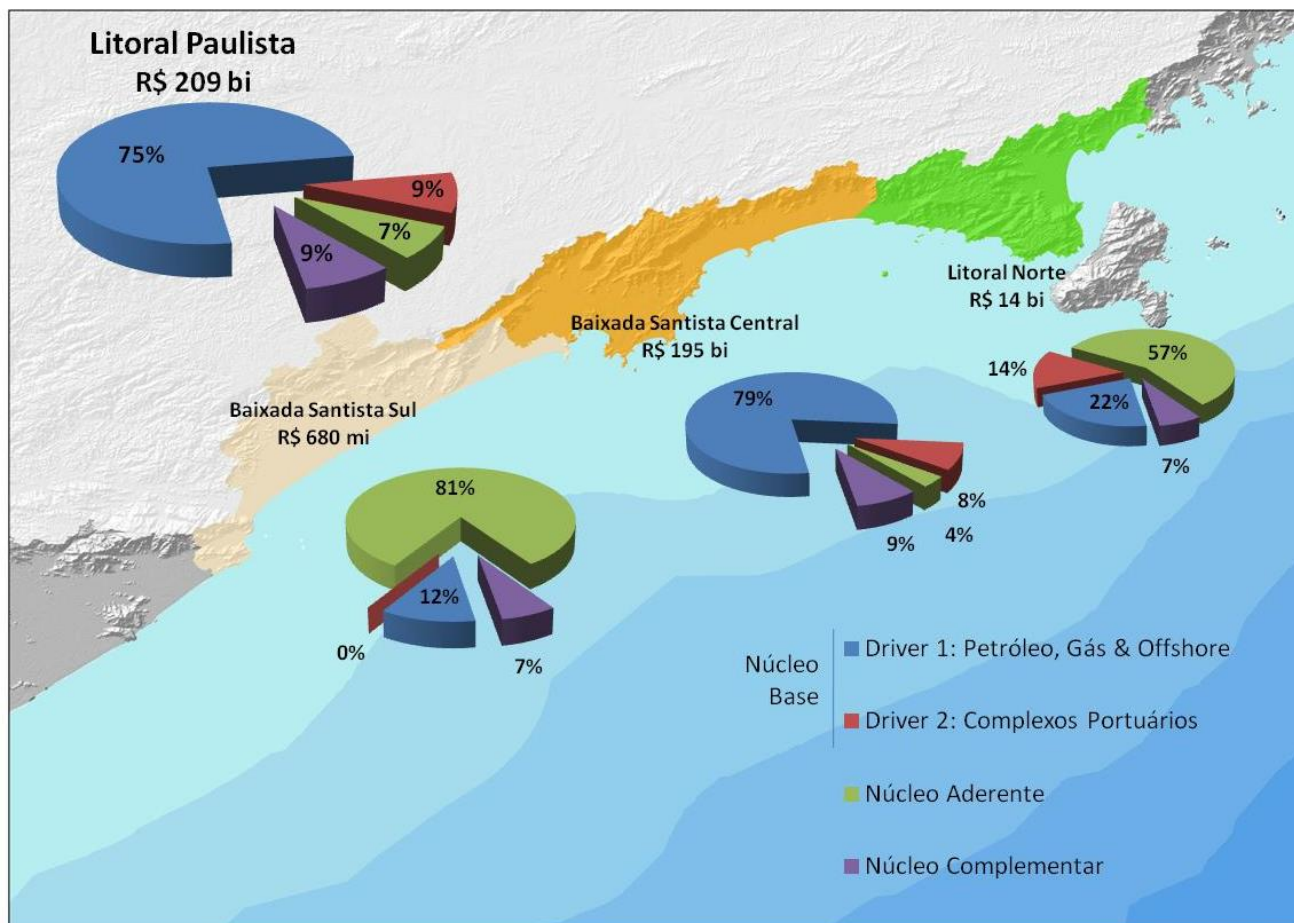 Litoral Paulista
R$ 209 bi
75%
9%
7%
9%
Litoral Norte
R$ 14 bi
57%
14%
22%
7%
Baixada Santista Central
R$ 195 bi
79%
8%
4%
9%
Baixada Santista Sul
R$ 680 mi
81%
12%
0%
7%
Núcleo
Base
Driver 1: Petróleo, Gás & Offshore
Driver 2: Complexos Portuários
Núcleo Aderente
Núcleo Complementar